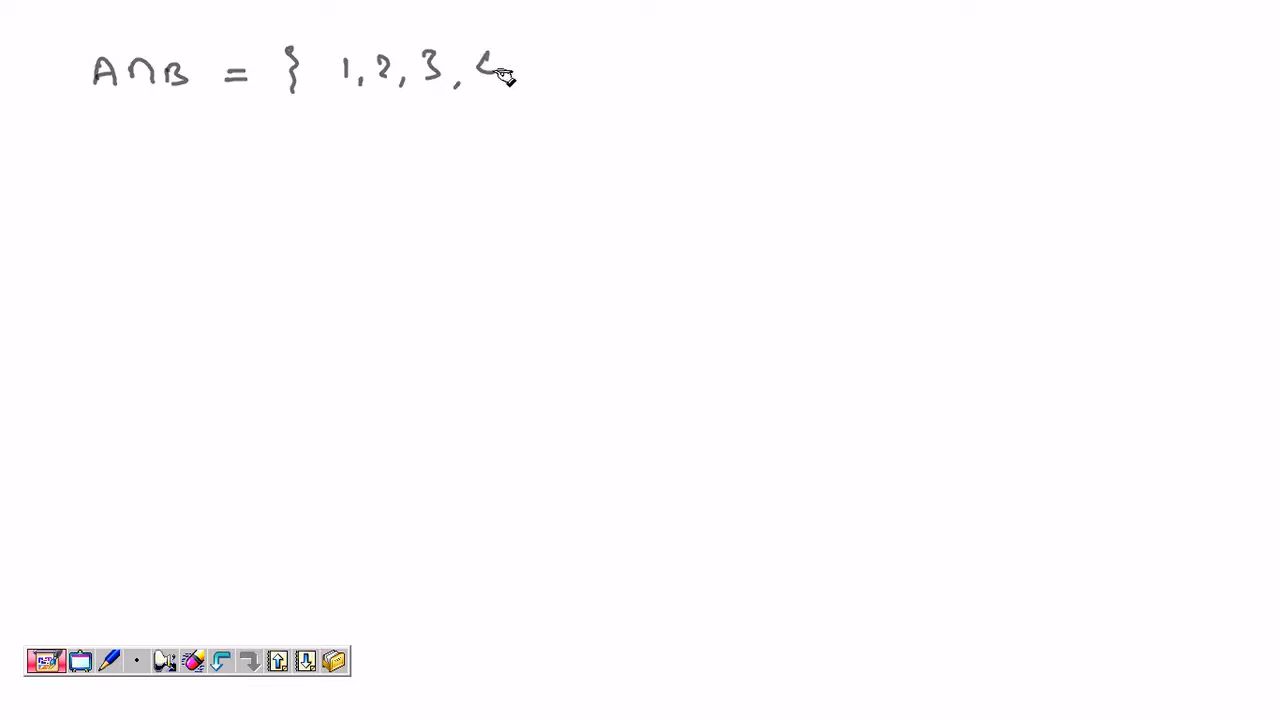 A∩B = } 1, 2, 3,